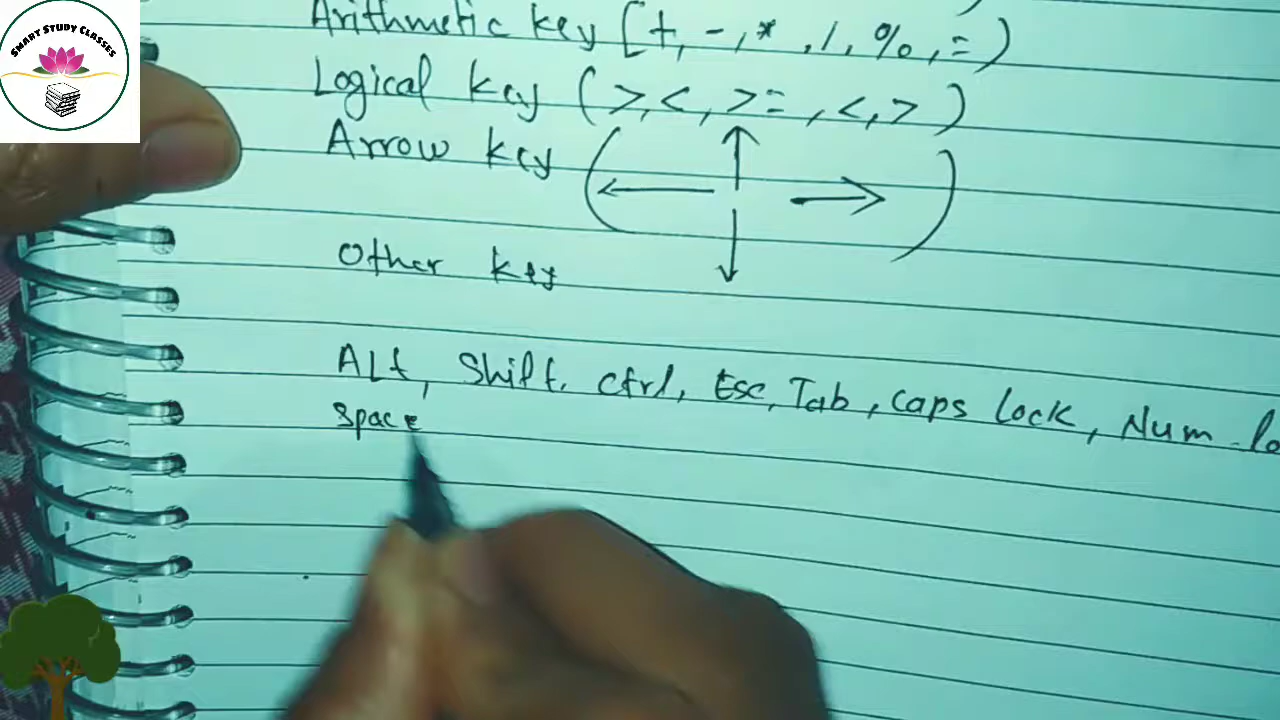 SMART STUDY CLASSES
Arithmetic key [+, -, *, /, %, =)
Logical key (>, <, >=, <, >)
Arrow key (← ↑ → ↓)
Other key
ALt, Shift, Ctrl, Esc, Tab, Caps lock, Num lo
Space